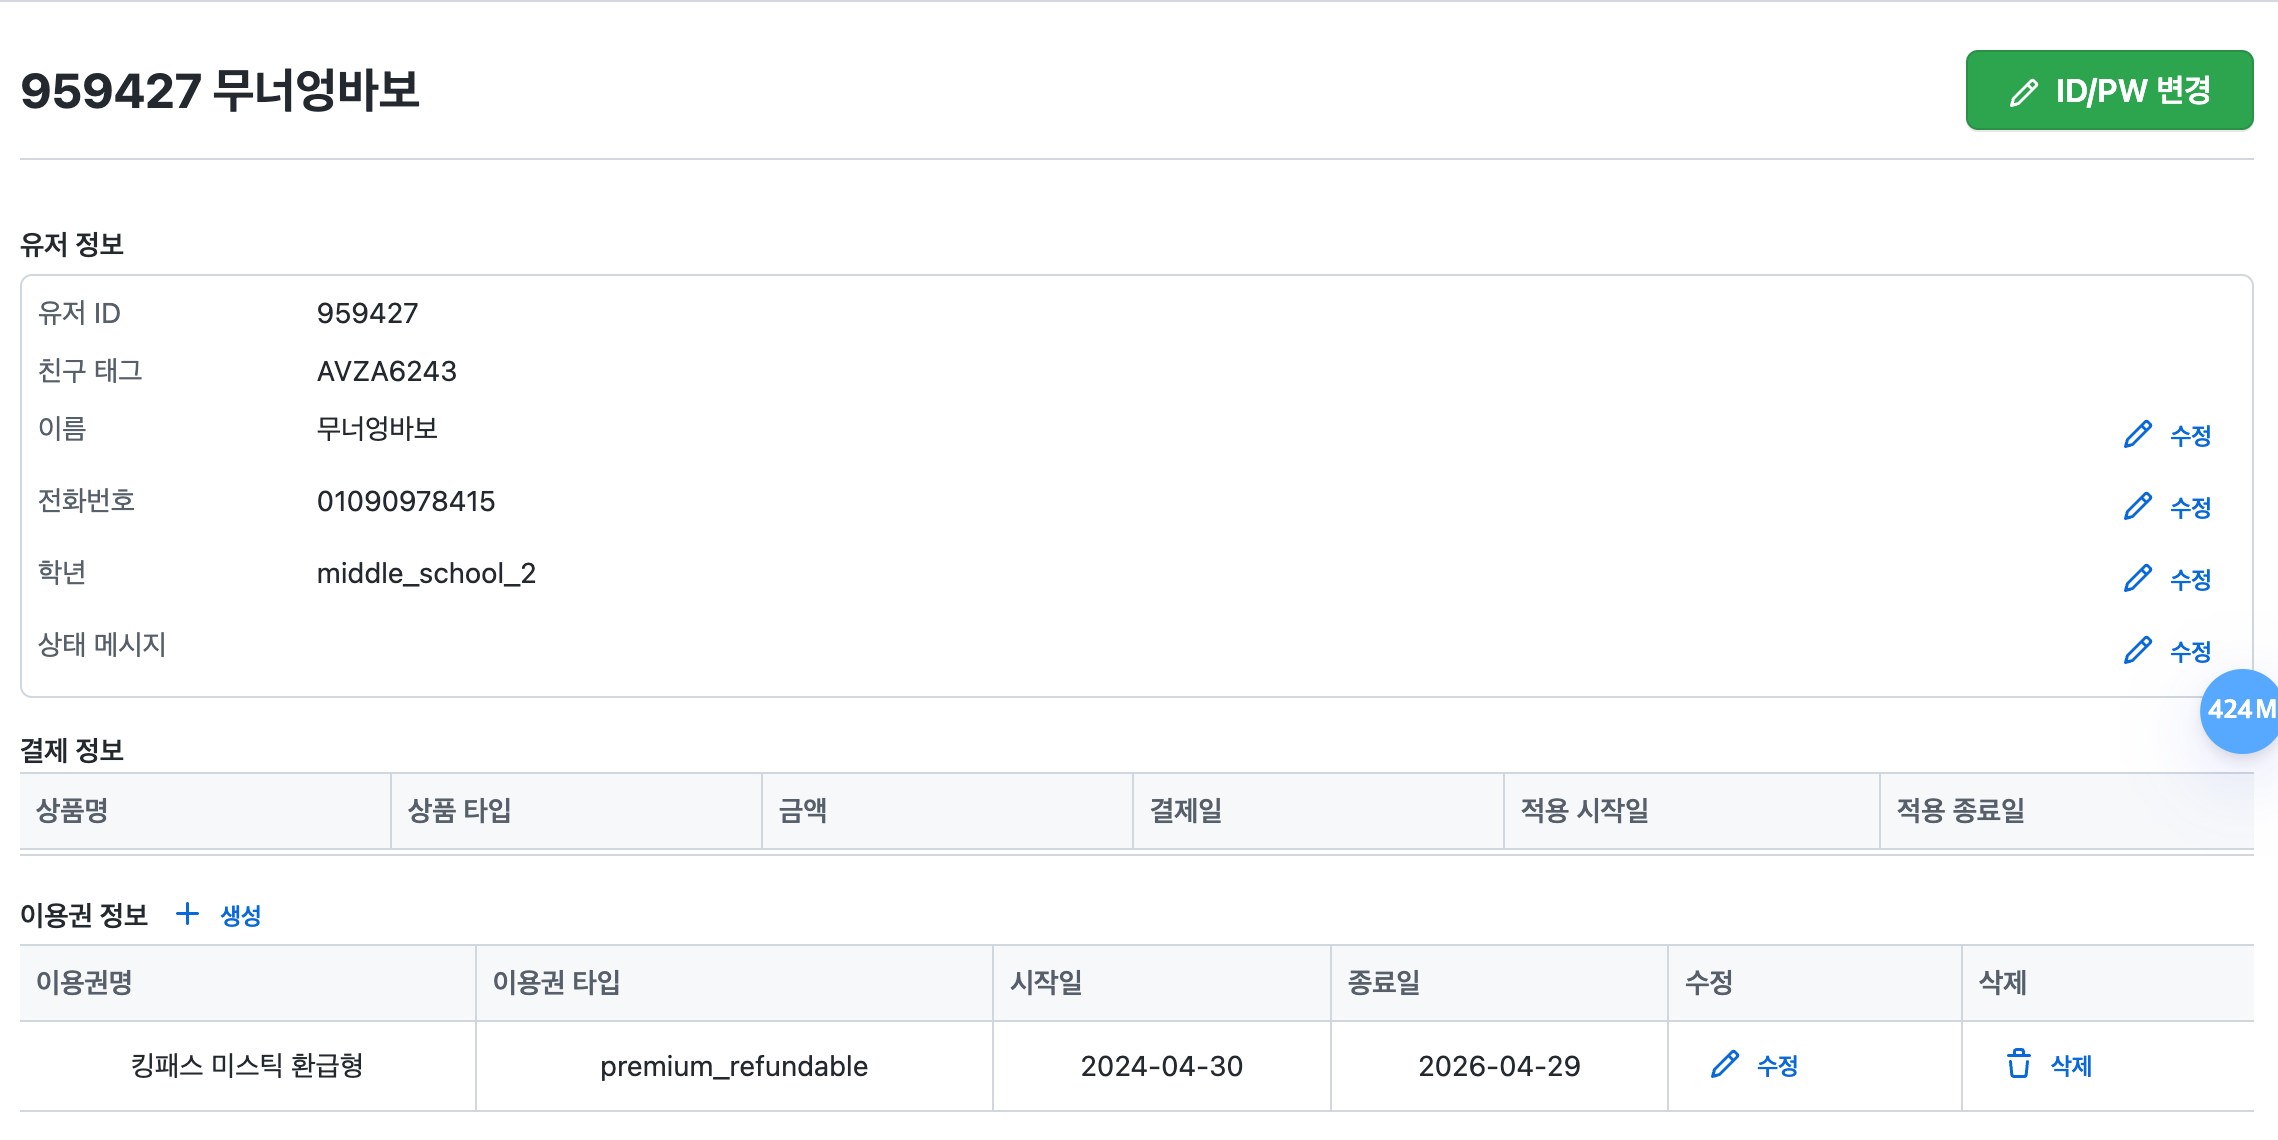 959427 무너엉바보
ID/PW 변경
유저 정보
유저 ID 959427
친구 태그 AVZA6243
이름 무너엉바보 수정
전화번호 01090978415 수정
학년 middle_school_2 수정
상태 메시지 수정
424M
결제 정보
상품명 상품 타입 금액 결제일 적용 시작일 적용 종료일
이용권 정보 + 생성
이용권명 이용권 타입 시작일 종료일 수정 삭제
킹패스 미스틱 환급형 premium_refundable 2024-04-30 2026-04-29 수정 삭제